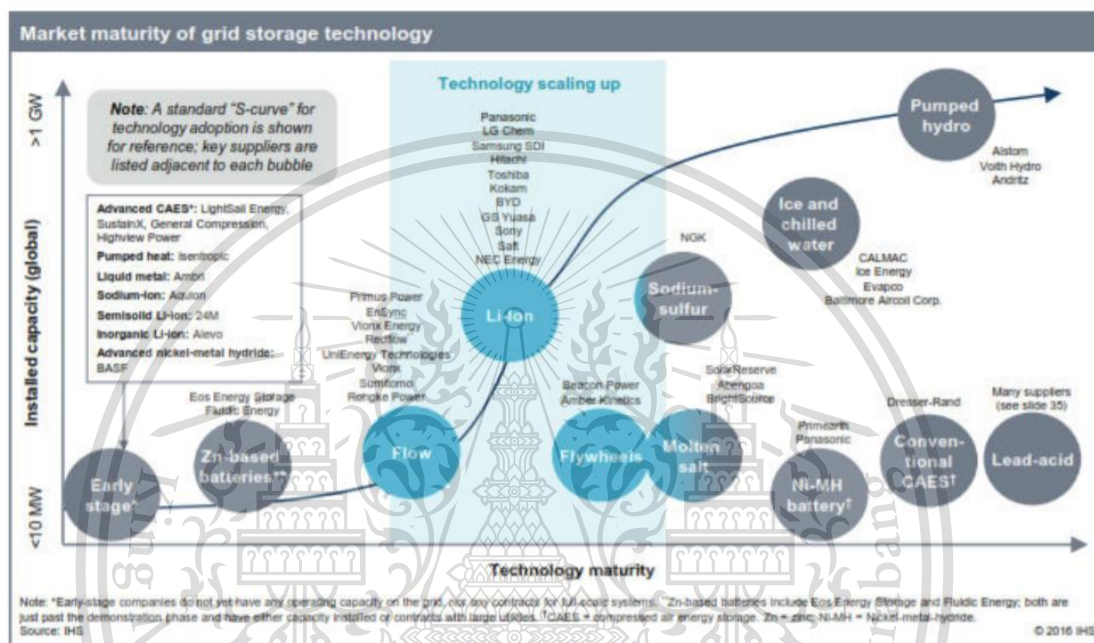 Market maturity of grid storage technology
Technology scaling up
>1 GW
Installed capacity (global)
<10 MW
Note: A standard "S-curve" for
technology adoption is shown
for reference; key suppliers are
listed adjacent to each bubble
Advanced CAES*: LightSail Energy,
SustainX, General Compression,
Highview Power
Pumped heat: Isentropic
Liquid metal: Ambri
Sodium-ion: Aquion
Semisolid Li-ion: 24M
Inorganic Li-ion: Alevo
Advanced nickel-metal hydride:
BASF
Early
stage*
Eos Energy Storage
Fluidic Energy
Zn-based
batteries**
Primus Power
EnSync
Vionx Energy
Redflow
UniEnergy Technologies
Vionx
Sumitomo
Rongke Power
Flow
Panasonic
LG Chem
Samsung SDI
Hitachi
Toshiba
Kokam
BYD
GS Yuasa
Sony
Saft
NEC Energy
Li-Ion
Beacon Power
Amber Kinetics
Flywheels
NGK
Sodium-
sulfur
SolarReserve
Abengoa
BrightSource
Molten
salt
Pumped
hydro
Alstom
Voith Hydro
Andritz
Ice and
chilled
water
CALMAC
Ice Energy
Evapco
Baltimore Aircoil Corp.
Primearth
Panasonic
Ni-MH
battery†
Dresser-Rand
Conven-
tional
CAES†
Many suppliers
(see slide 35)
Lead-acid
Technology maturity
Note: *Early-stage companies do not yet have any operating capacity on the grid, nor any contracts for full-scale systems. **Zn-based batteries include Eos Energy Storage and Fluidic Energy; both are
just past the demonstration phase and have either capacity installed or contracts with large utilities. †CAES = compressed air energy storage. Zn = zinc; Ni-MH = Nickel-metal-hydride.
Source: IHS
© 2016 IHS